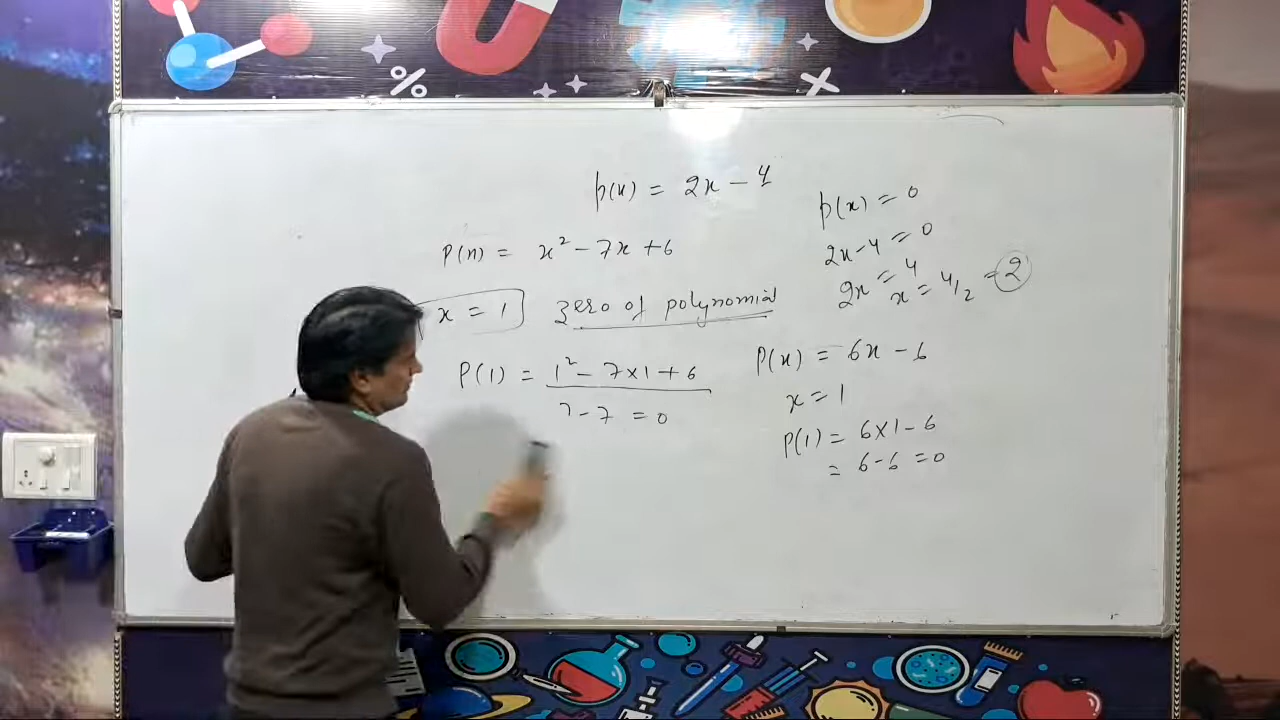 p(x) = 2x - 4
P(x) = x² - 7x + 6
x = 1 zero of polynomial
P(1) = 1² - 7×1 + 6
7 - 7 = 0
p(x) = 0
2x - 4 = 0
2x = 4
x = 4/2 = 2
P(x) = 6x - 6
x = 1
P(1) = 6×1 - 6
= 6 - 6 = 0
%